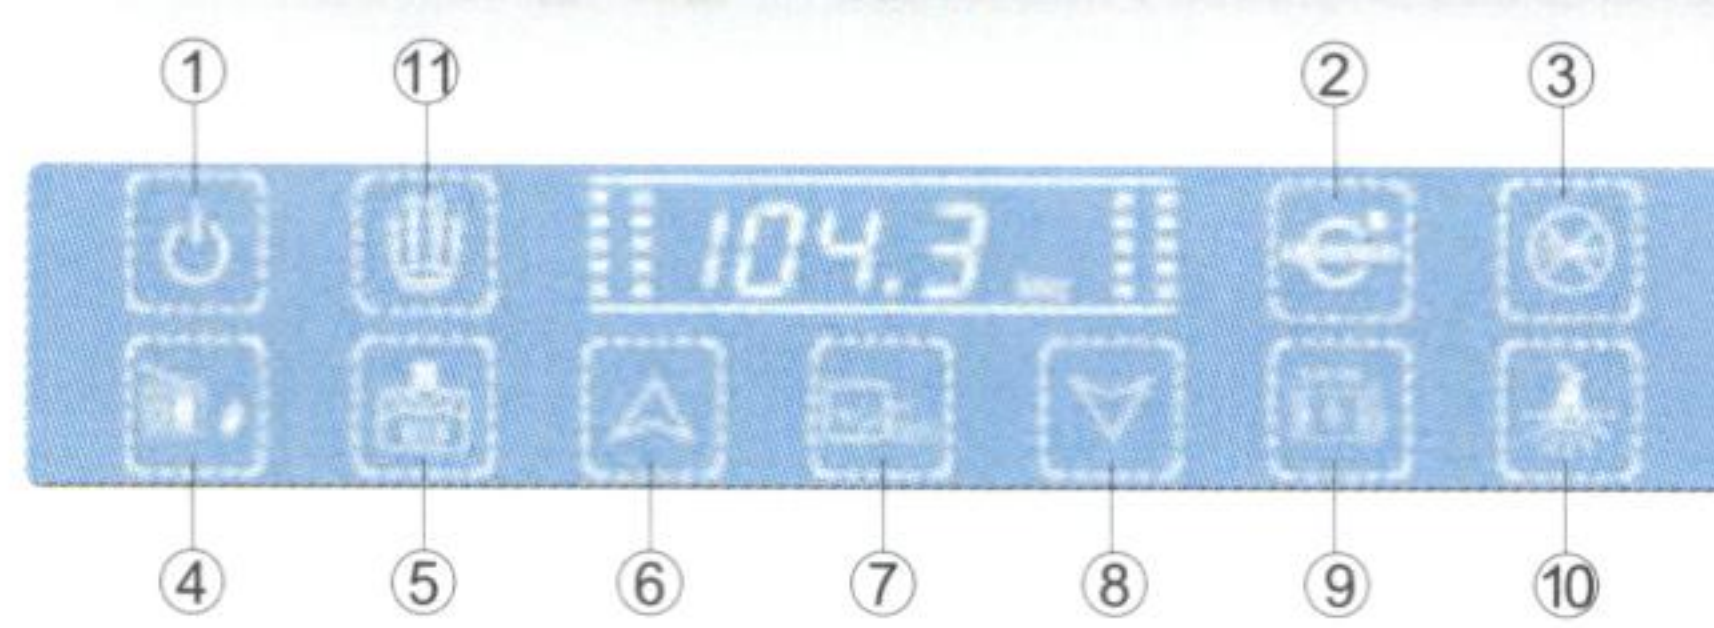 ① ⑪ ② ③
104.3
④ ⑤ ⑥ ⑦ ⑧ ⑨ ⑩